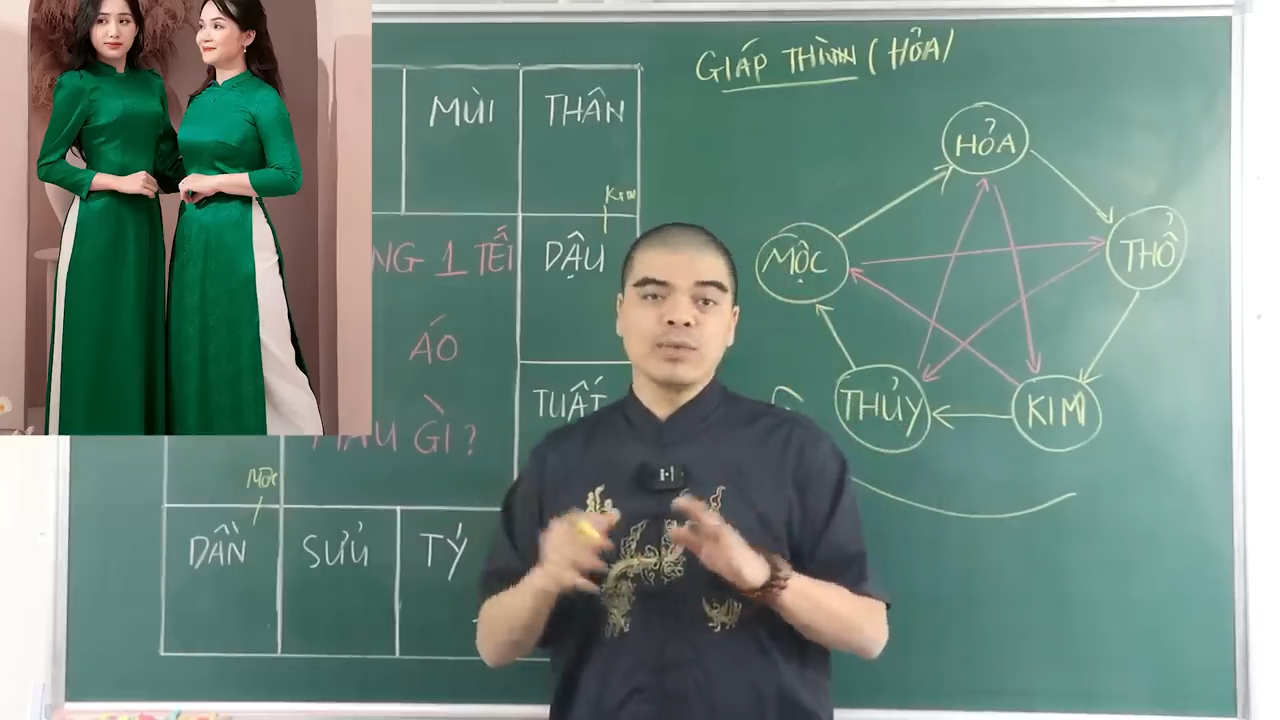 GIÁP THÌNN (HỎA)
MÙI
THÂN
KIM
NG 1 TẾT
DẬU
ÁO
TUẤT
MÀU GÌ?
MỘC
DẦN
SỬU
TÝ
HỎA
MỘC
THỔ
THỦY
KIM